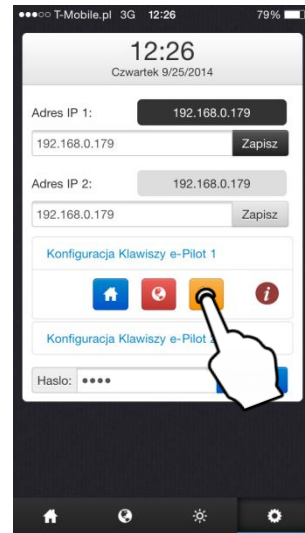 T-Mobile.pl 3G 12:26 79%
12:26
Czwartek 9/25/2014
Adres IP 1: 192.168.0.179
192.168.0.179 Zapisz
Adres IP 2: 192.168.0.179
192.168.0.179 Zapisz
Konfiguracja Klawiszy e-Pilot 1
i
Konfiguracja Klawiszy e-Pilot
Haslo: ••••